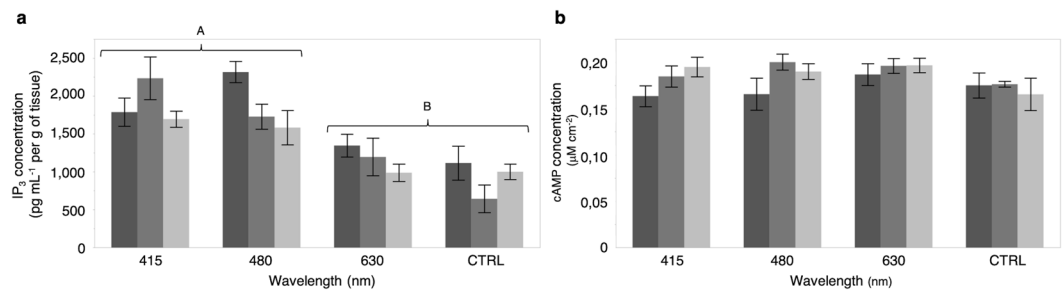 a
A
B
IP3 concentration
(pg mL-1 per g of tissue)
2,500
2,000
1,500
1,000
500
0
415 480 630 CTRL
Wavelength (nm)
b
cAMP concentration
(µM cm-2)
0,20
0,15
0,10
0,05
0
415 480 630 CTRL
Wavelength (nm)